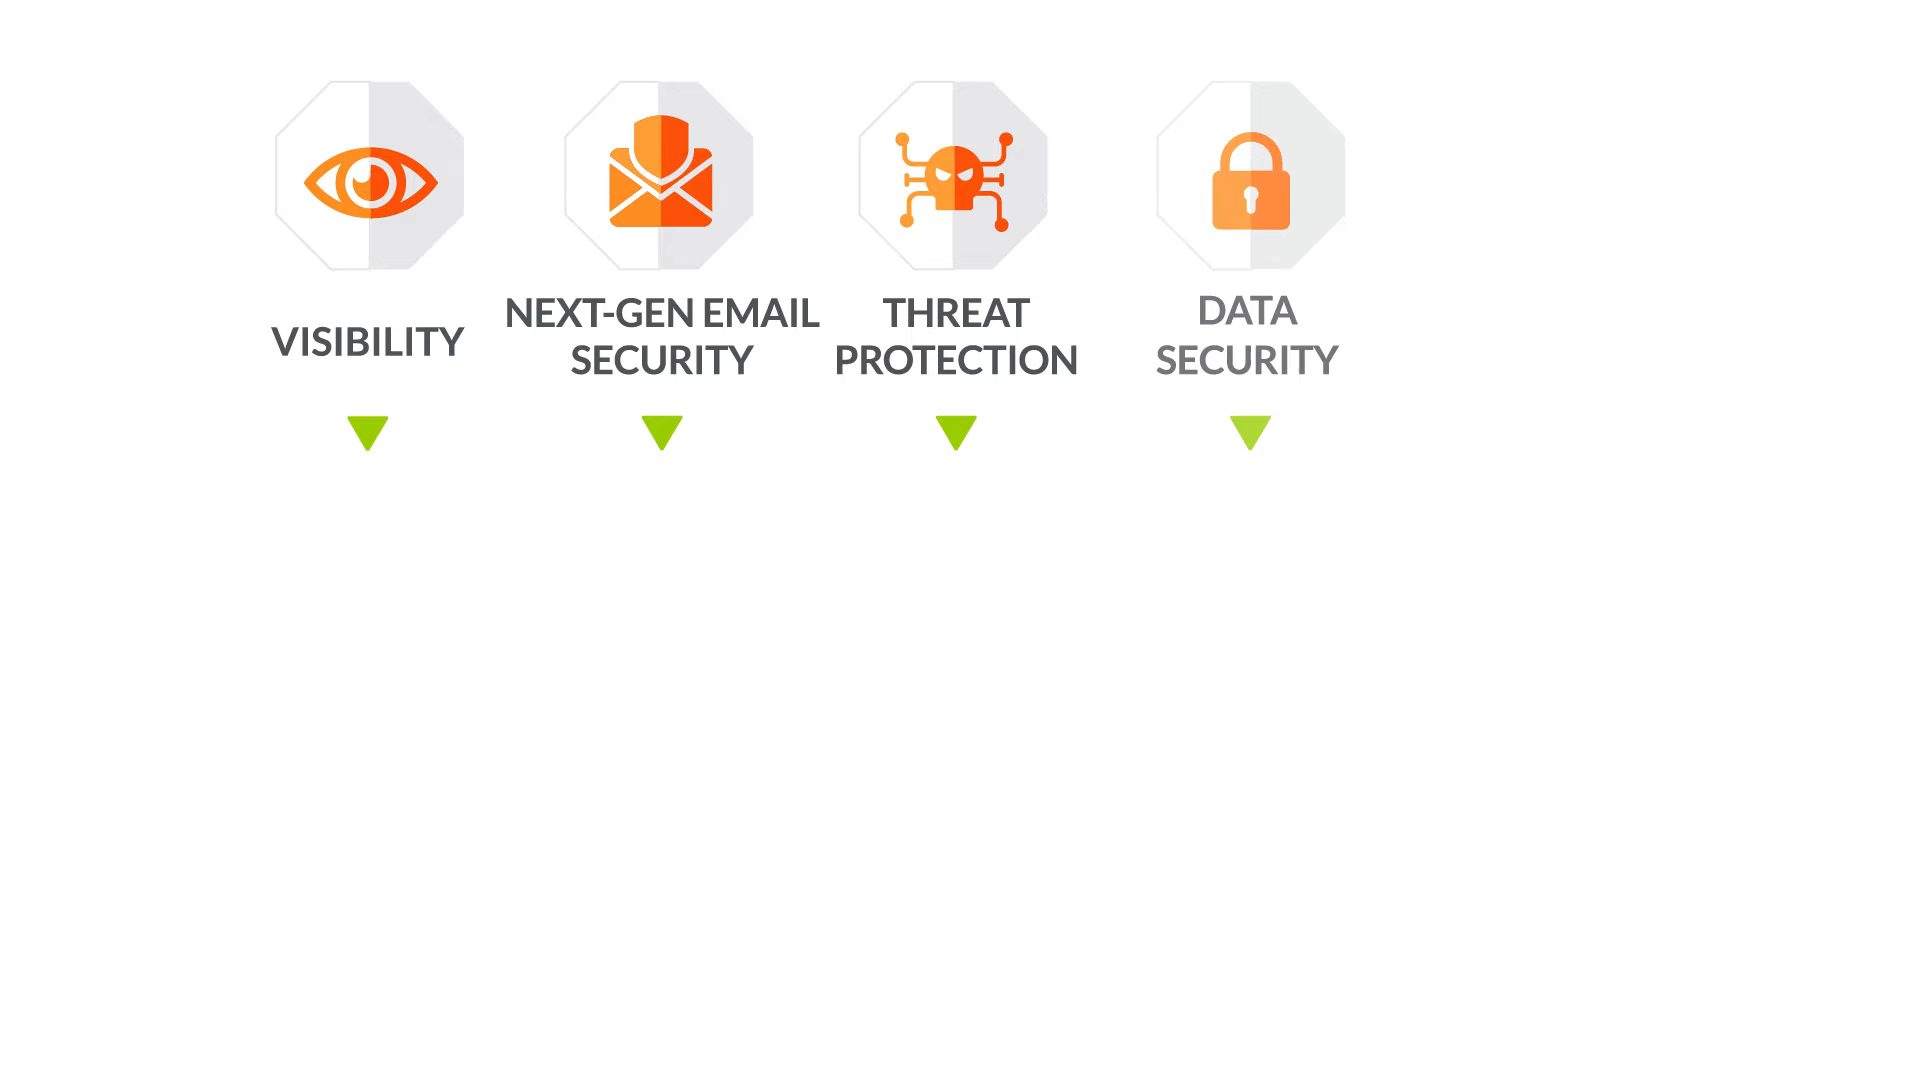 VISIBILITY
NEXT-GEN EMAIL
SECURITY
THREAT
PROTECTION
DATA
SECURITY